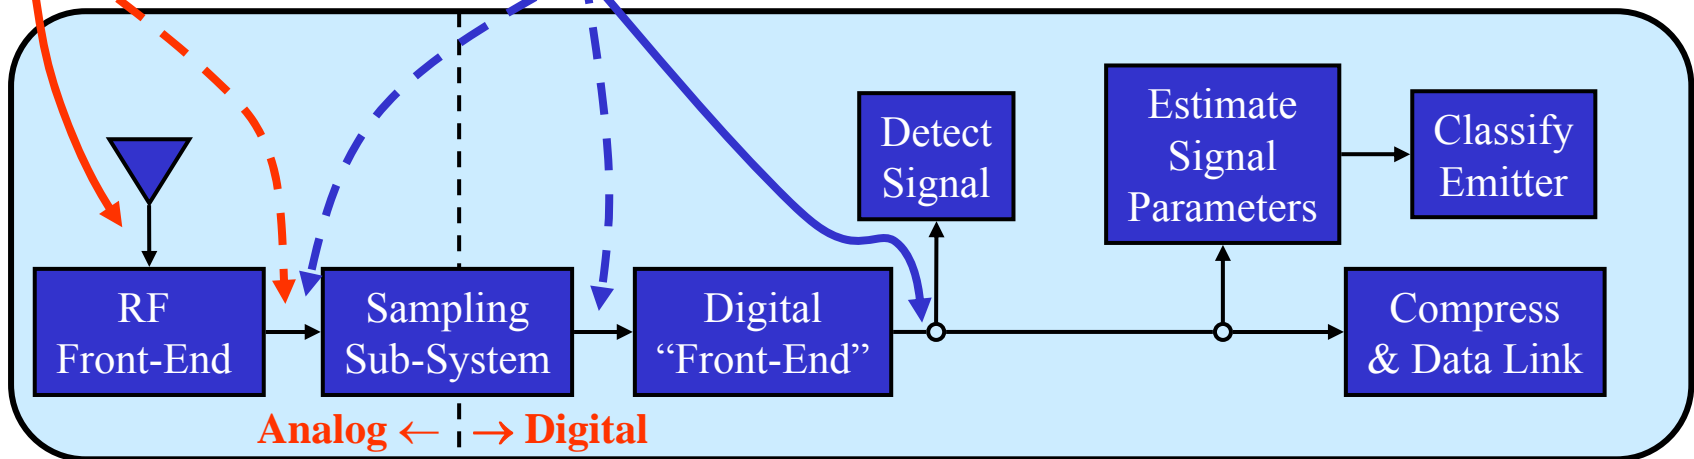 Detect
Signal
Estimate
Signal
Parameters
Classify
Emitter
RF
Front-End
Sampling
Sub-System
Digital
“Front-End”
Compress
& Data Link
Analog ← → Digital